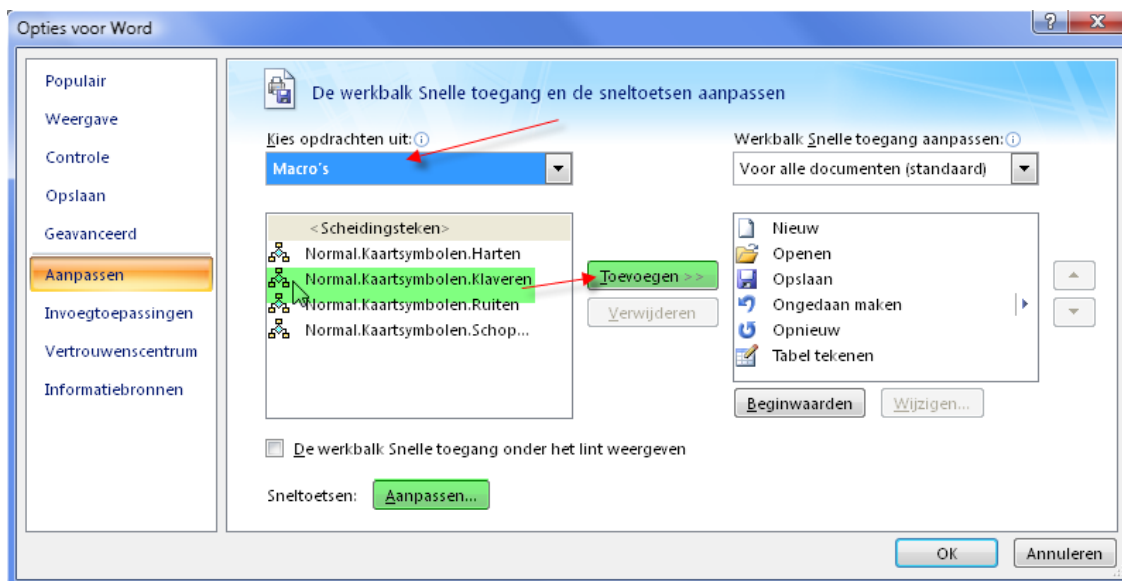 Opties voor Word
Populair
Weergave
Controle
Opslaan
Geavanceerd
Aanpassen
Invoegtoepassingen
Vertrouwenscentrum
Informatiebronnen
De werkbalk Snelle toegang en de sneltoetsen aanpassen
Kies opdrachten uit:
Macro's
<Scheidingsteken>
Normal.Kaartsymbolen.Harten
Normal.Kaartsymbolen.Klaveren
Normal.Kaartsymbolen.Ruiten
Normal.Kaartsymbolen.Schop...
Toevoegen >>
Verwijderen
Werkbalk Snelle toegang aanpassen:
Voor alle documenten (standaard)
Nieuw
Openen
Opslaan
Ongedaan maken
Opnieuw
Tabel tekenen
Beginwaarden
Wijzigen...
De werkbalk Snelle toegang onder het lint weergeven
Sneltoetsen: Aanpassen...
OK
Annuleren